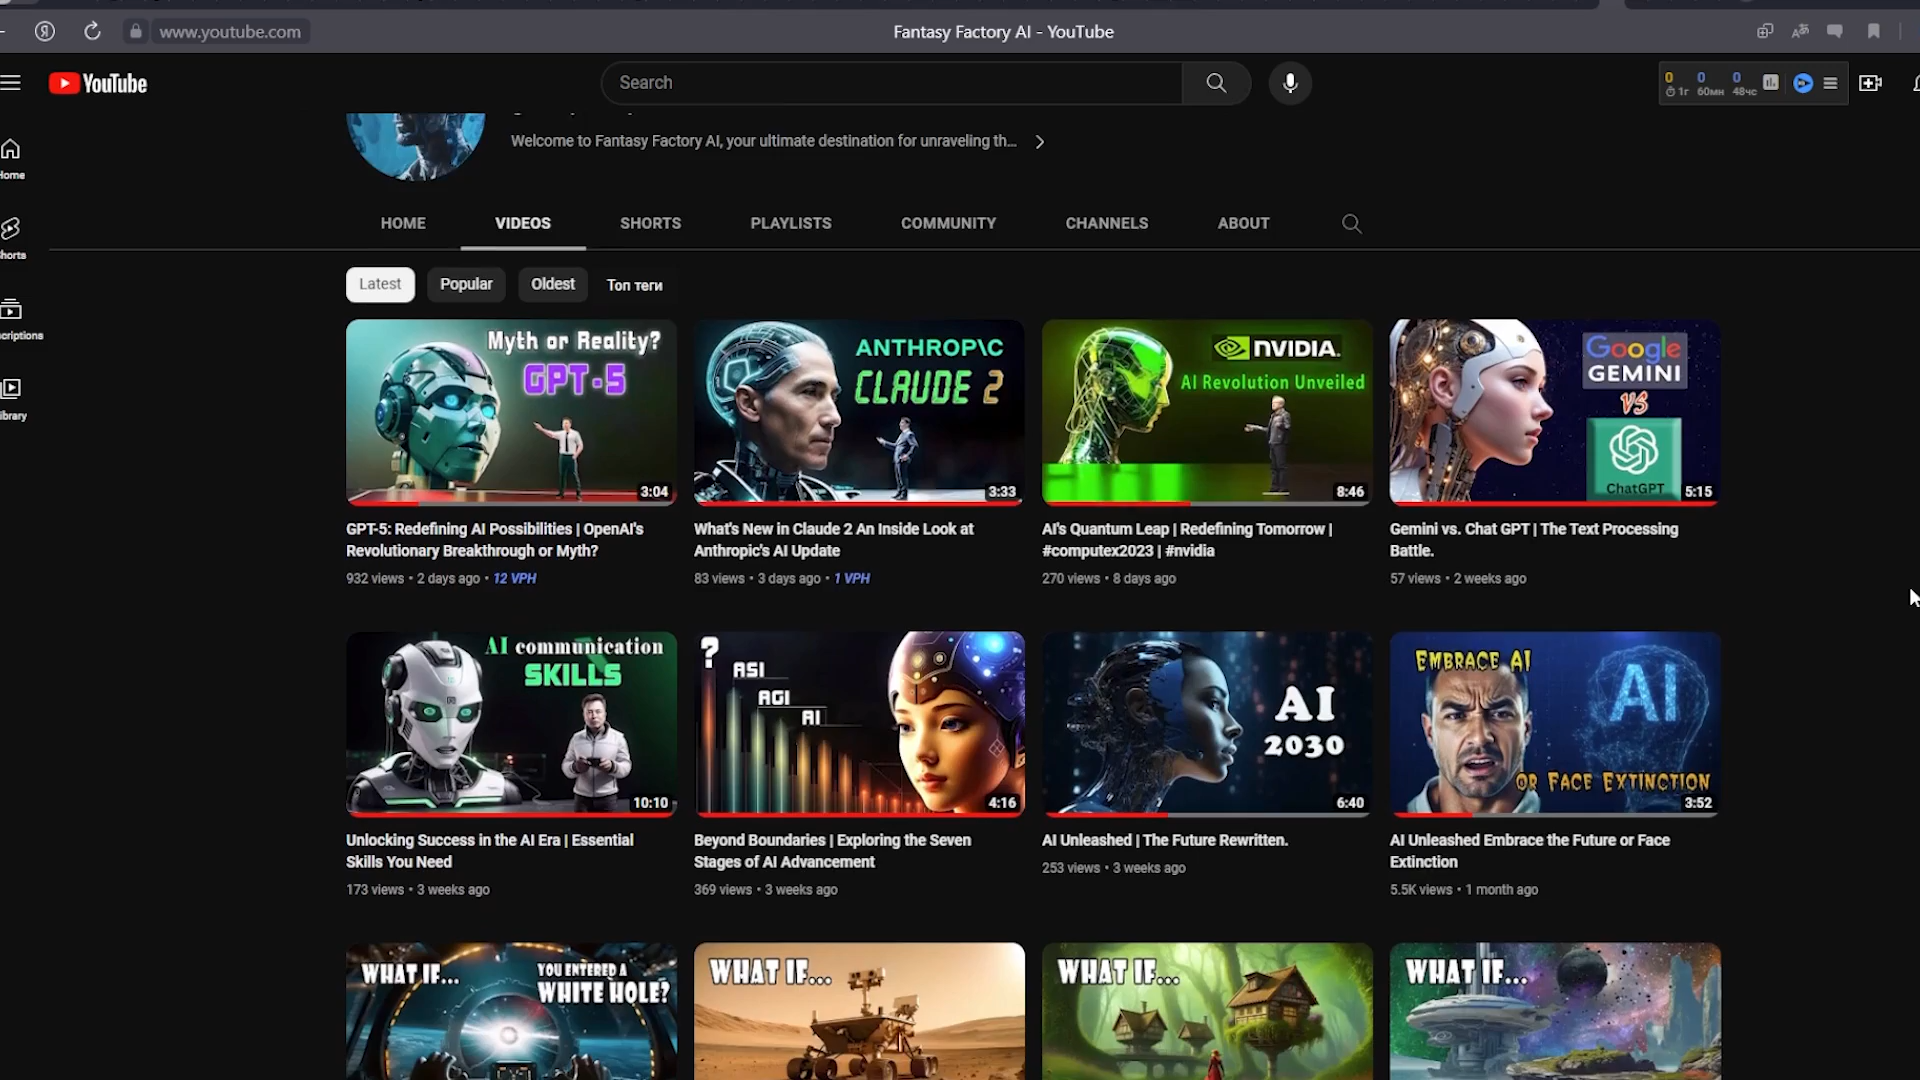 www.youtube.com
Fantasy Factory AI - YouTube
YouTube
Search
0 0 0
1г 60мн 48чс
Welcome to Fantasy Factory AI, your ultimate destination for unraveling th...
Home
Shorts
criptions
ibrary
HOME VIDEOS SHORTS PLAYLISTS COMMUNITY CHANNELS ABOUT
Latest Popular Oldest Топ теги
Myth or Reality?
GPT-5
3:04
ANTHROP\C
CLAUDE 2
3:33
NVIDIA.
AI Revolution Unveiled
8:46
Google
GEMINI
VS
ChatGPT
5:15
GPT-5: Redefining AI Possibilities | OpenAI's
Revolutionary Breakthrough or Myth?
932 views • 2 days ago • 12 VPH
What's New in Claude 2 An Inside Look at
Anthropic's AI Update
83 views • 3 days ago • 1 VPH
AI's Quantum Leap | Redefining Tomorrow |
#computex2023 | #nvidia
270 views • 8 days ago
Gemini vs. Chat GPT | The Text Processing
Battle.
57 views • 2 weeks ago
AI communication
SKILLS
10:10
?
ASI
AGI
AI
4:16
AI
2030
6:40
EMBRACE AI
AI
OR FACE EXTINCTION
3:52
Unlocking Success in the AI Era | Essential
Skills You Need
173 views • 3 weeks ago
Beyond Boundaries | Exploring the Seven
Stages of AI Advancement
369 views • 3 weeks ago
AI Unleashed | The Future Rewritten.
253 views • 3 weeks ago
AI Unleashed Embrace the Future or Face
Extinction
5.5K views • 1 month ago
WHAT IF...
YOU ENTERED A
WHITE HOLE?
WHAT IF...
WHAT IF...
WHAT IF...